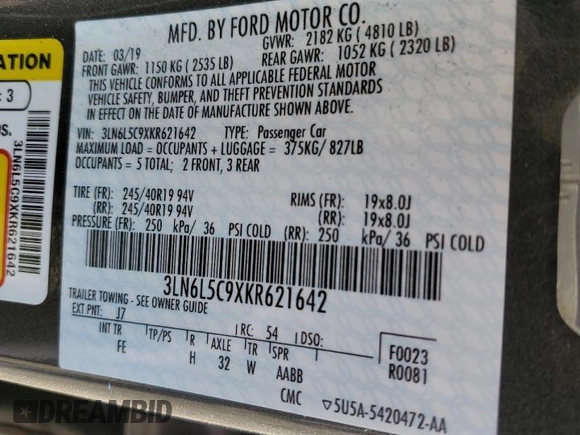 MFD. BY FORD MOTOR CO.
DATE: 03/19 GVWR: 2182 KG ( 4810 LB)
FRONT GAWR: 1150 KG ( 2535 LB) REAR GAWR: 1052 KG ( 2320 LB)
THIS VEHICLE CONFORMS TO ALL APPLICABLE FEDERAL MOTOR
VEHICLE SAFETY, BUMPER, AND THEFT PREVENTION STANDARDS
IN EFFECT ON THE DATE OF MANUFACTURE SHOWN ABOVE.
VIN: 3LN6L5C9XKR621642 TYPE: Passenger Car
MAXIMUM LOAD = OCCUPANTS + LUGGAGE = 375KG/ 827LB
OCCUPANTS = 5 TOTAL; 2 FRONT, 3 REAR
TIRE (FR): 245/40R19 94V RIMS (FR): 19x8.0J
(RR): 245/40R19 94V (RR): 19x8.0J
PRESSURE (FR): 250 kPa/ 36 PSI COLD (RR): 250 kPa/ 36 PSI COLD
3LN6L5C9XKR621642
TRAILER TOWING - SEE OWNER GUIDE
EXT PNT: J7 RC: 54 DSO:
INT TR TP/PS R AXLE TR SPR F0023
FE H 32 W AABB R0081
CMC ▽5U5A-5420472-AA
ATION
: 3
OS.
3LN6L5C9XKR621642
AUTOHELPERBOT.COM